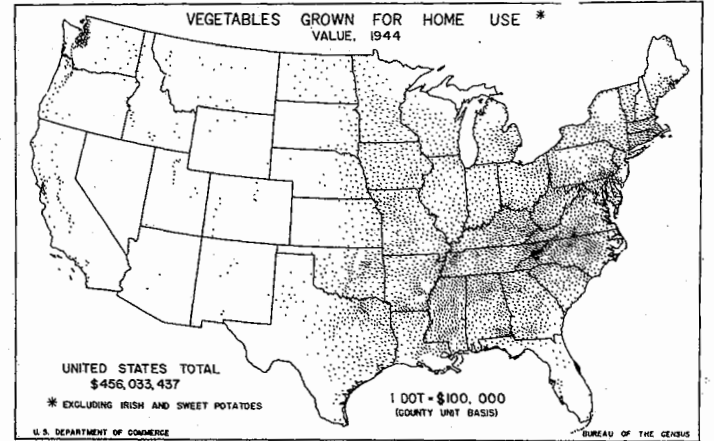 VEGETABLES GROWN FOR HOME USE *
VALUE, 1944
UNITED STATES TOTAL
$456,033,437
* EXCLUDING IRISH AND SWEET POTATOES
1 DOT = $100,000
(COUNTY UNIT BASIS)
U. S. DEPARTMENT OF COMMERCE
BUREAU OF THE CENSUS